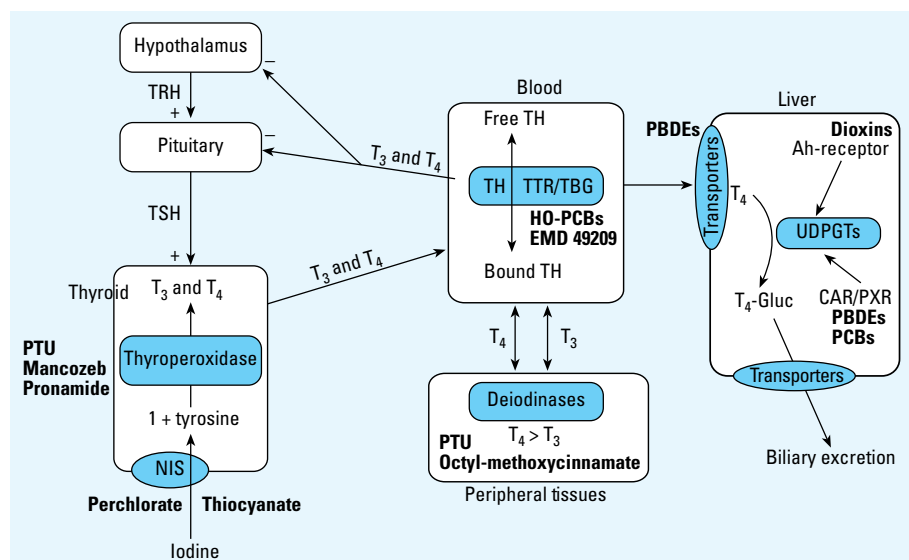 Hypothalamus
–
TRH
+
Pituitary
–
TSH
+
Thyroid
T3 and T4
PTU
Mancozeb
Pronamide
Thyroperoxidase
1 + tyrosine
NIS
Perchlorate
Thiocyanate
Iodine
T3 and T4
T3 and T4
Blood
Free TH
TH
TTR/TBG
HO-PCBs
EMD 49209
Bound TH
T4
T3
Deiodinases
T4 > T3
PTU
Octyl-methoxycinnamate
Peripheral tissues
Liver
PBDEs
Transporters
Dioxins
Ah-receptor
T4
UDPGTs
T4-Gluc
CAR/PXR
PBDEs
PCBs
Transporters
Biliary excretion